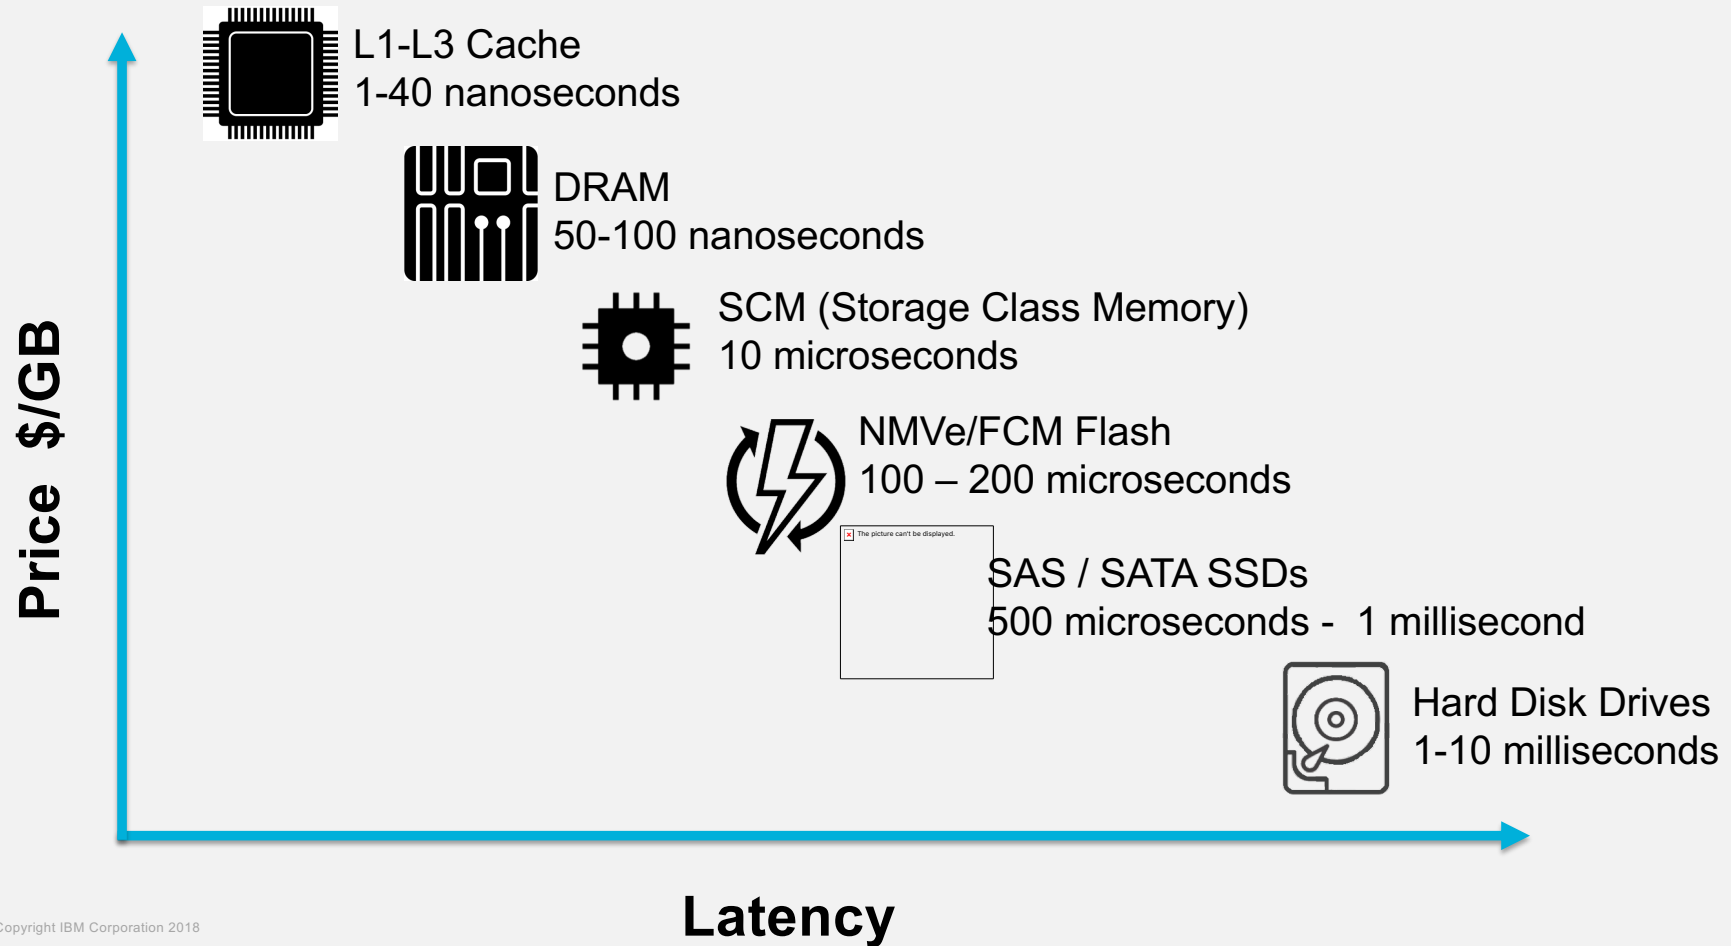 L1-L3 Cache
1-40 nanoseconds
DRAM
50-100 nanoseconds
SCM (Storage Class Memory)
10 microseconds
NMVe/FCM Flash
100 – 200 microseconds
The picture can't be displayed.
SAS / SATA SSDs
500 microseconds - 1 millisecond
Hard Disk Drives
1-10 milliseconds
Price $/GB
Latency
Copyright IBM Corporation 2018